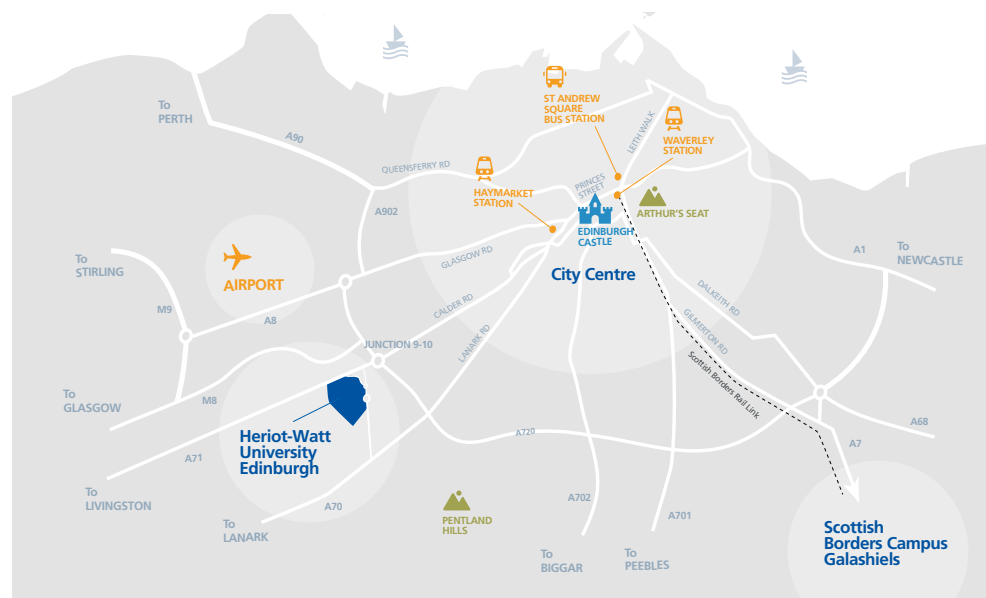 To
PERTH
A90
QUEENSFERRY RD
A902
ST ANDREW
SQUARE
BUS STATION
LEITH WALK
WAVERLEY
STATION
HAYMARKET
STATION
PRINCES
STREET
ARTHUR'S SEAT
EDINBURGH
CASTLE
City Centre
To
STIRLING
AIRPORT
GLASGOW RD
M9
A8
CALDER RD
LANARK RD
JUNCTION 9-10
DALKEITH RD
GILMERTON RD
Scottish Borders Rail Link
A1
To
NEWCASTLE
To
GLASGOW
M8
Heriot-Watt
University
Edinburgh
A71
A720
A68
A7
To
LIVINGSTON
A70
To
LANARK
PENTLAND
HILLS
A702
A701
To
BIGGAR
To
PEEBLES
Scottish
Borders Campus
Galashiels